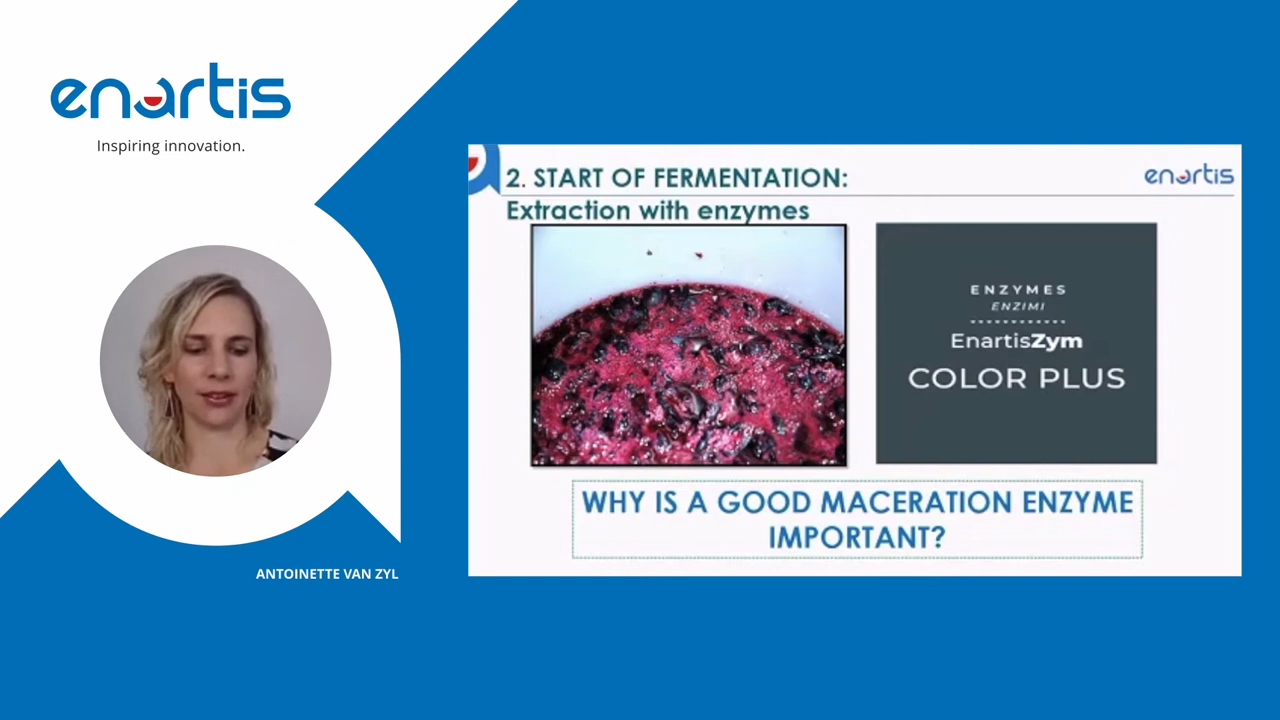 enartis
Inspiring innovation.
ANTOINETTE VAN ZYL
2. START OF FERMENTATION:
enartis
Extraction with enzymes
ENZYMES
ENZIMI
EnartisZym
COLOR PLUS
WHY IS A GOOD MACERATION ENZYME
IMPORTANT?